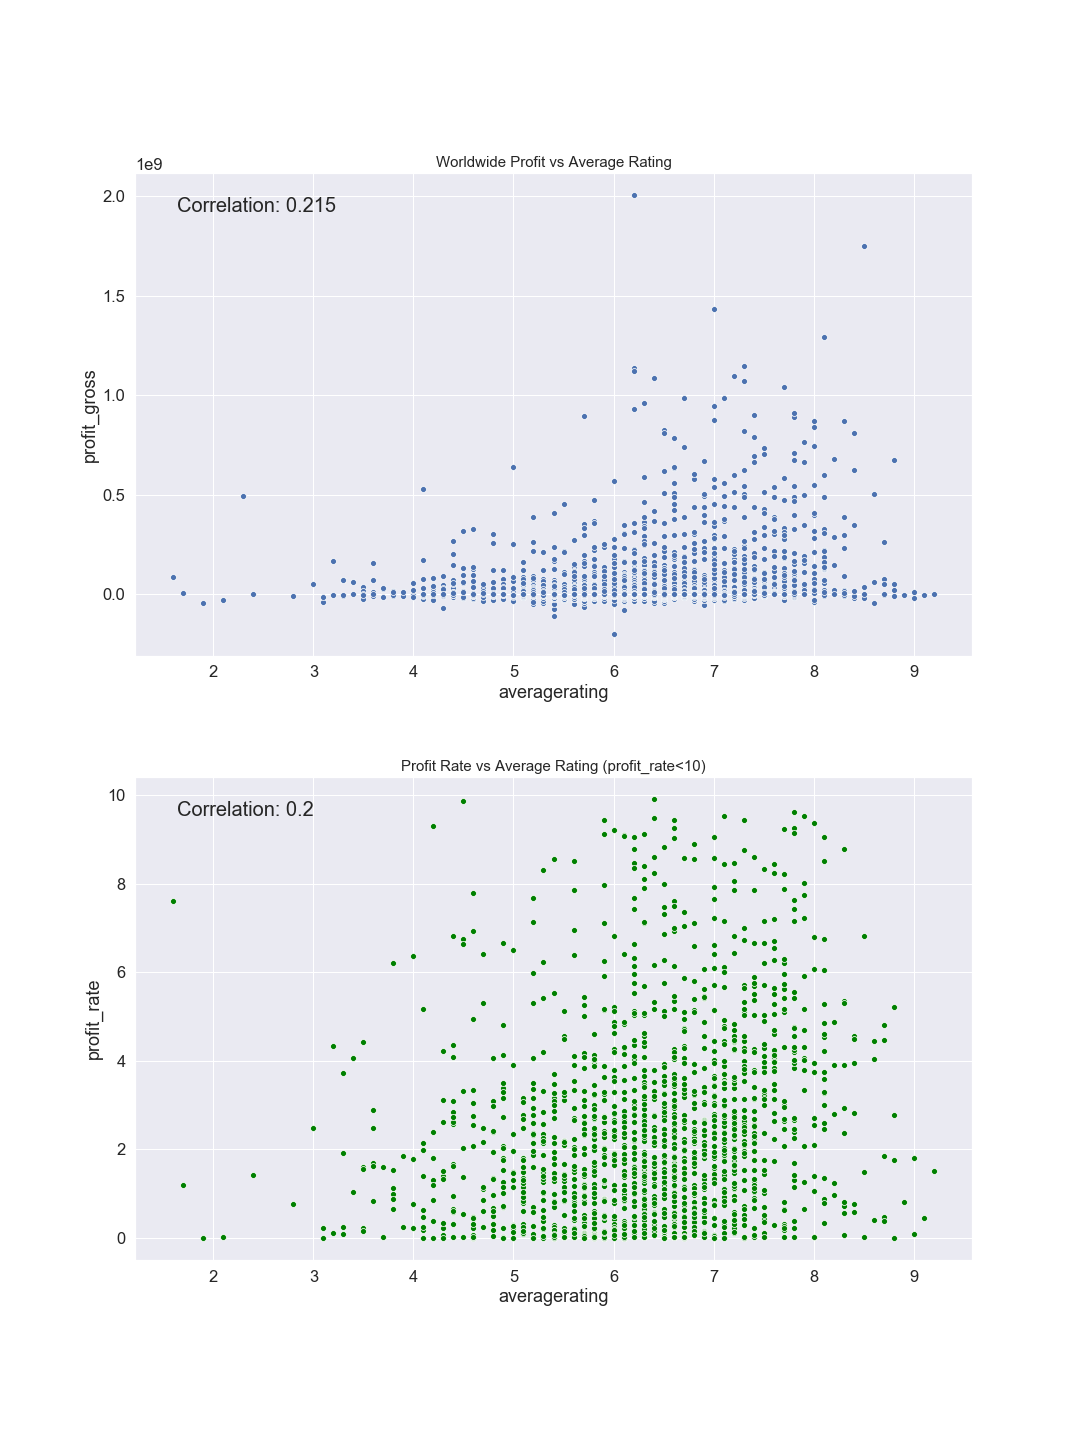 Worldwide Profit vs Average Rating
1e9
Correlation: 0.215
2.0
1.5
1.0
0.5
0.0
profit_gross
2 3 4 5 6 7 8 9
averagerating
Profit Rate vs Average Rating (profit_rate<10)
Correlation: 0.2
10
8
6
4
2
0
profit_rate
2 3 4 5 6 7 8 9
averagerating